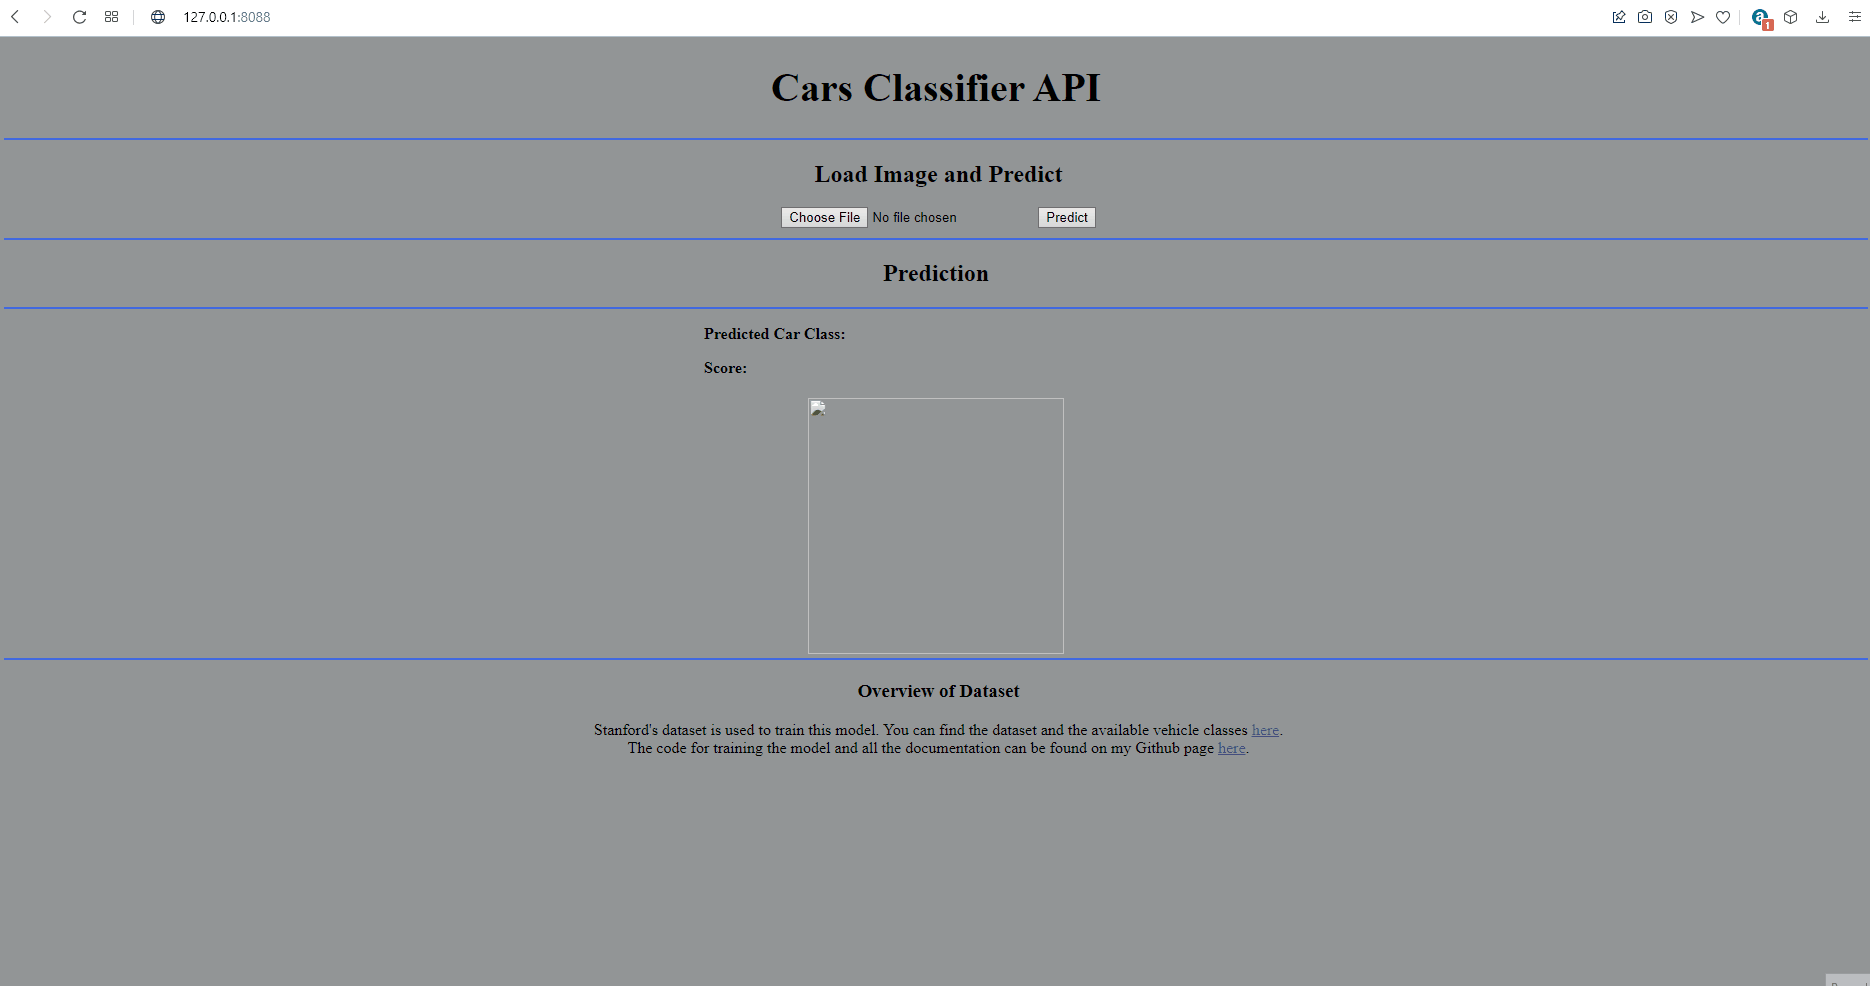 127.0.0.1:8088
1
Cars Classifier API
Load Image and Predict
Choose File No file chosen Predict
Prediction
Predicted Car Class:
Score:
Overview of Dataset
Stanford's dataset is used to train this model. You can find the dataset and the available vehicle classes here.
The code for training the model and all the documentation can be found on my Github page here.